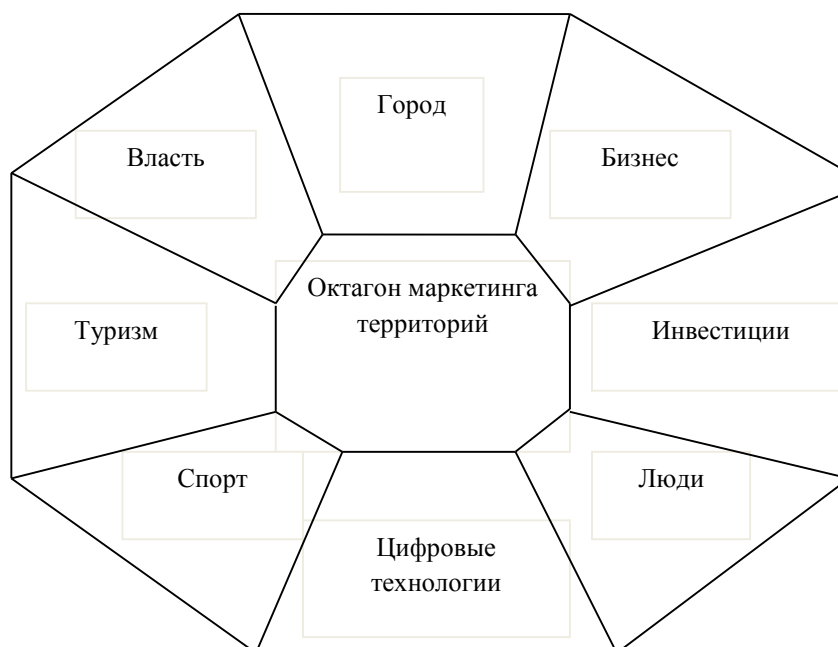 Город
Власть
Бизнес
Октагон маркетинга
территорий
Туризм
Инвестиции
Спорт
Люди
Цифровые
технологии